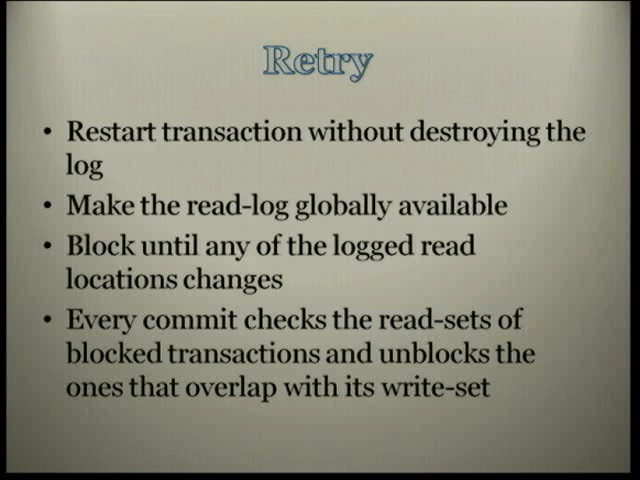 Retry
• Restart transaction without destroying the
log
• Make the read-log globally available
• Block until any of the logged read
locations changes
• Every commit checks the read-sets of
blocked transactions and unblocks the
ones that overlap with its write-set